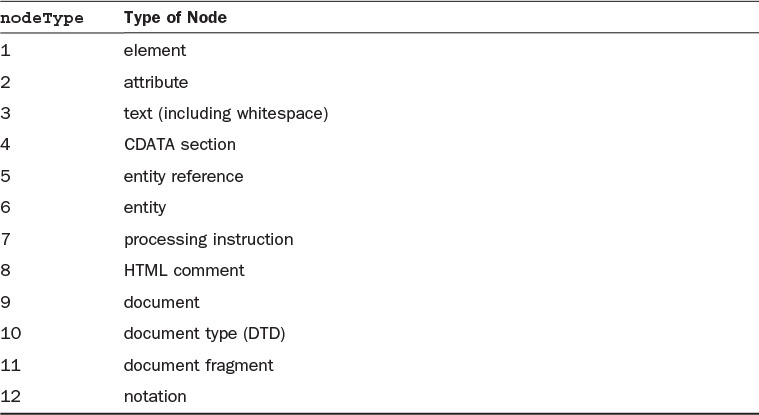 nodeType Type of Node
1 element
2 attribute
3 text (including whitespace)
4 CDATA section
5 entity reference
6 entity
7 processing instruction
8 HTML comment
9 document
10 document type (DTD)
11 document fragment
12 notation